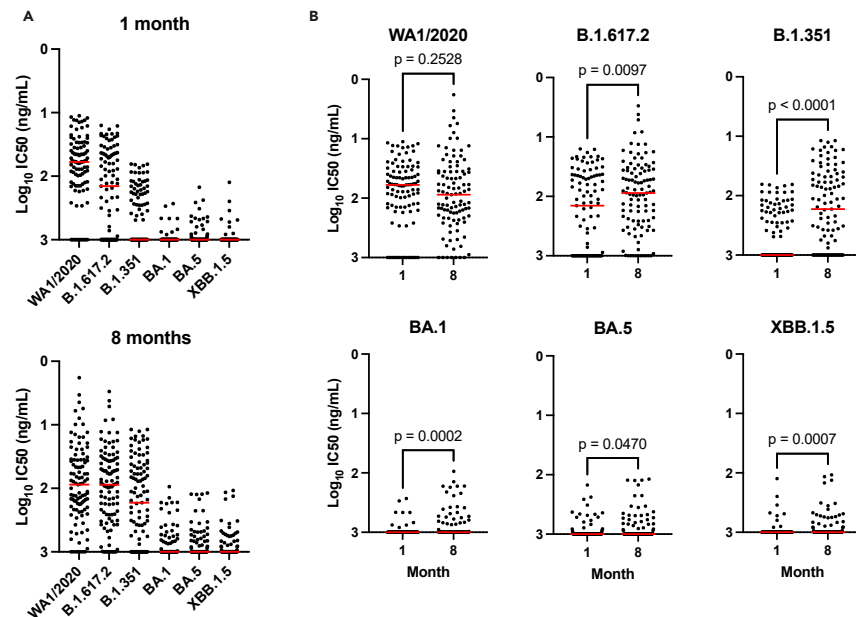 A
1 month
Log10 IC50 (ng/mL)
0
1
2
3
WA1/2020
B.1.617.2
B.1.351
BA.1
BA.5
XBB.1.5
8 months
Log10 IC50 (ng/mL)
0
1
2
3
WA1/2020
B.1.617.2
B.1.351
BA.1
BA.5
XBB.1.5
B
WA1/2020
p = 0.2528
Log10 IC50 (ng/mL)
0
1
2
3
1 8
B.1.617.2
p = 0.0097
0
1
2
3
1 8
B.1.351
p < 0.0001
0
1
2
3
1 8
BA.1
p = 0.0002
0
1
2
3
1 8
Month
BA.5
p = 0.0470
0
1
2
3
1 8
Month
XBB.1.5
p = 0.0007
0
1
2
3
1 8
Month